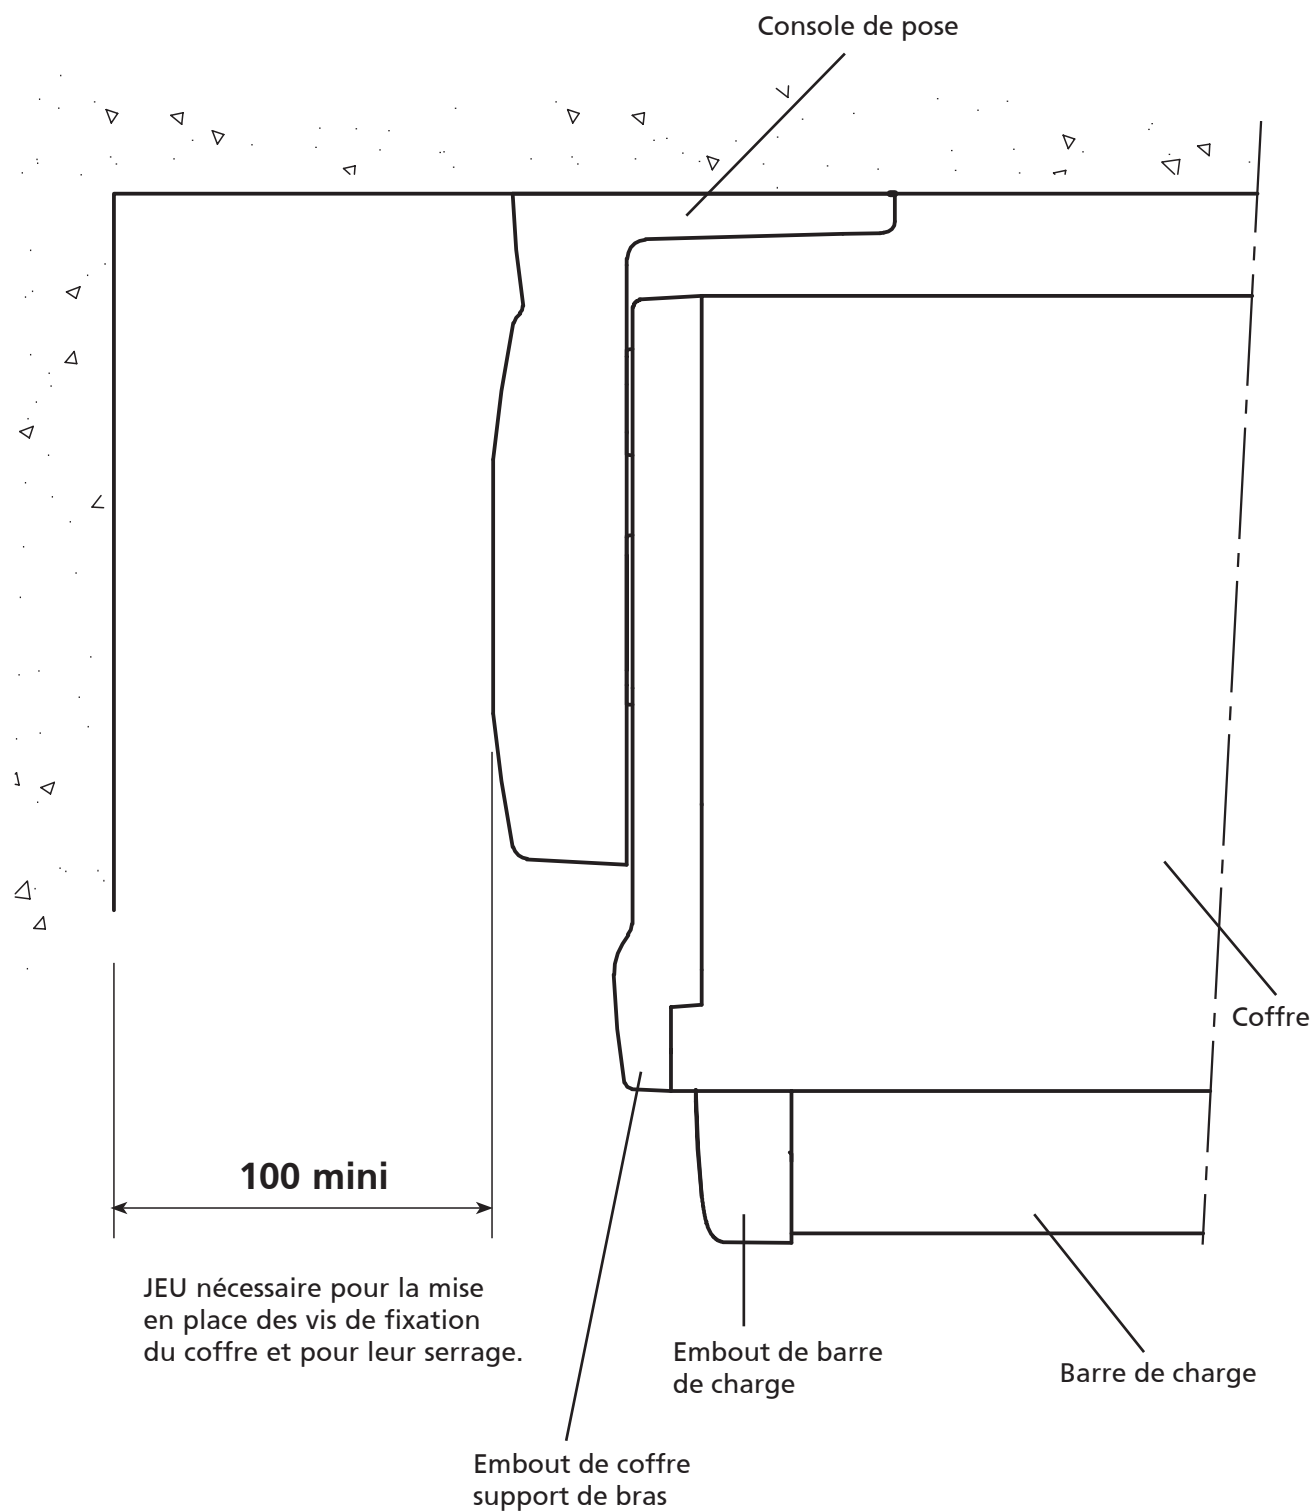 Console de pose
Coffre
100 mini
JEU nécessaire pour la mise
en place des vis de fixation
du coffre et pour leur serrage.
Embout de barre
de charge
Barre de charge
Embout de coffre
support de bras